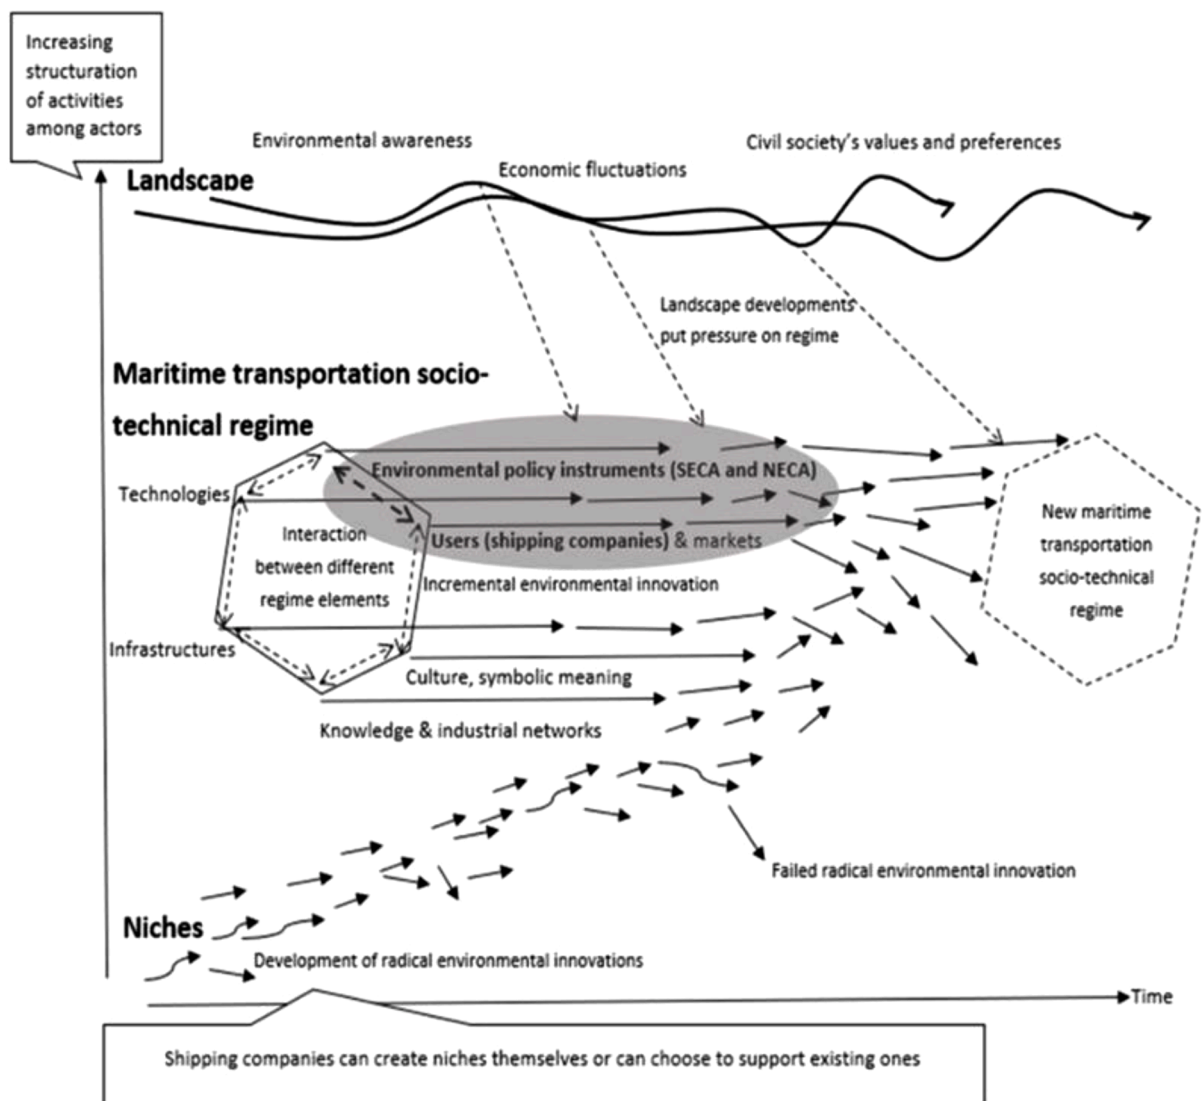 Increasing
structuration
of activities
among actors
Environmental awareness
Civil society's values and preferences
Economic fluctuations
Landscape
Landscape developments
put pressure on regime
Maritime transportation socio-
technical regime
Environmental policy instruments (SECA and NECA)
Technologies
Users (shipping companies) & markets
Interaction
between different
regime elements
New maritime
transportation
socio-technical
regime
Incremental environmental innovation
Infrastructures
Culture, symbolic meaning
Knowledge & industrial networks
Failed radical environmental innovation
Niches
Development of radical environmental innovations
Time
Shipping companies can create niches themselves or can choose to support existing ones